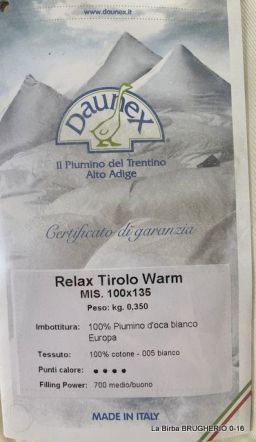 www.daunex.it
Daunex
Il Piumino del Trentino
Alto Adige
Certificato di garanzia
Relax Tirolo Warm
MIS. 100x135
Peso: kg. 0,350
Imbottitura: 100% Piumino d'oca bianco
Europa
Tessuto: 100% cotone - 005 bianco
Punti calore: ● ● ● ●
Filling Power: 700 medio/buono
MADE IN ITALY
La Birba BRUGHERIO 0-16